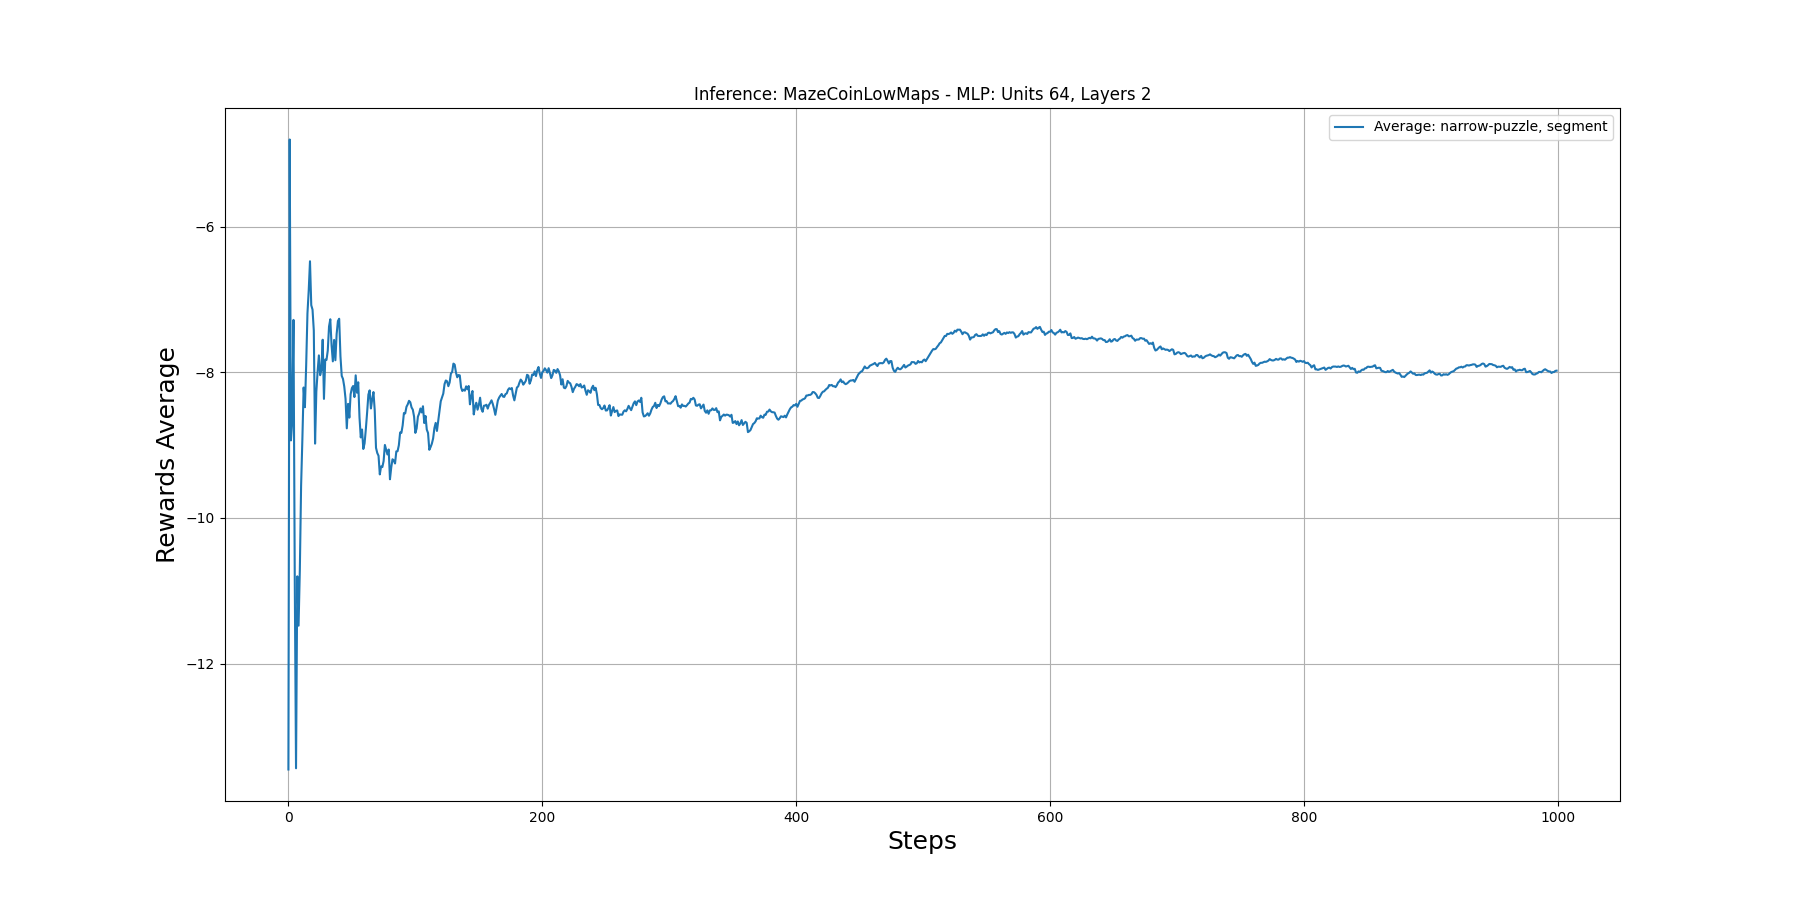 Inference: MazeCoinLowMaps - MLP: Units 64, Layers 2
Average: narrow-puzzle, segment
Rewards Average
−6
−8
−10
−12
0 200 400 600 800 1000
Steps